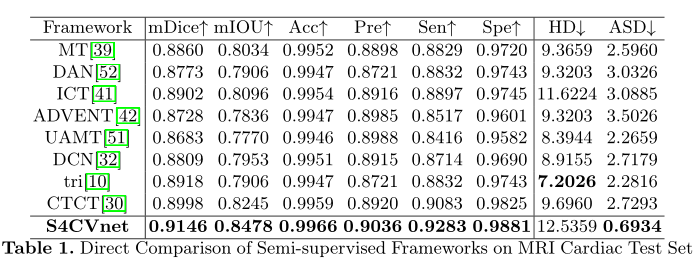 Framework mDice↑ mIOU↑ Acc↑ Pre↑ Sen↑ Spe↑ HD↓ ASD↓
MT[39] 0.8860 0.8034 0.9952 0.8898 0.8829 0.9720 9.3659 2.5960
DAN[52] 0.8773 0.7906 0.9947 0.8721 0.8832 0.9743 9.3203 3.0326
ICT[41] 0.8902 0.8096 0.9954 0.8916 0.8897 0.9745 11.6224 3.0885
ADVENT[42] 0.8728 0.7836 0.9947 0.8985 0.8517 0.9601 9.3203 3.5026
UAMT[51] 0.8683 0.7770 0.9946 0.8988 0.8416 0.9582 8.3944 2.2659
DCN[32] 0.8809 0.7953 0.9951 0.8915 0.8714 0.9690 8.9155 2.7179
tri[10] 0.8918 0.7906 0.9947 0.8721 0.8832 0.9743 7.2026 2.2816
CTCT[30] 0.8998 0.8245 0.9959 0.8920 0.9083 0.9825 9.6960 2.7293
S4CVnet 0.9146 0.8478 0.9966 0.9036 0.9283 0.9881 12.5359 0.6934
Table 1. Direct Comparison of Semi-supervised Frameworks on MRI Cardiac Test Set